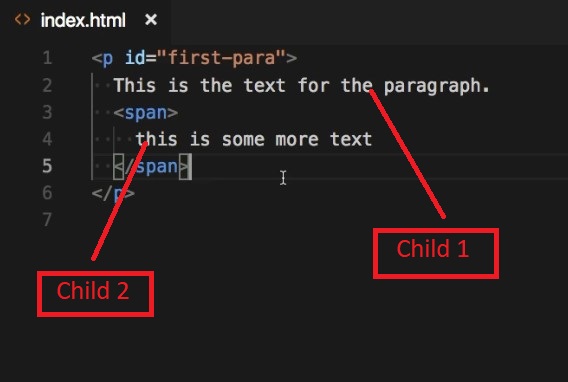 <> index.html ×
1 <p id="first-para">
2 This is the text for the paragraph.
3 <span>
4 this is some more text
5 </span>
6 </p>
7
Child 1
Child 2